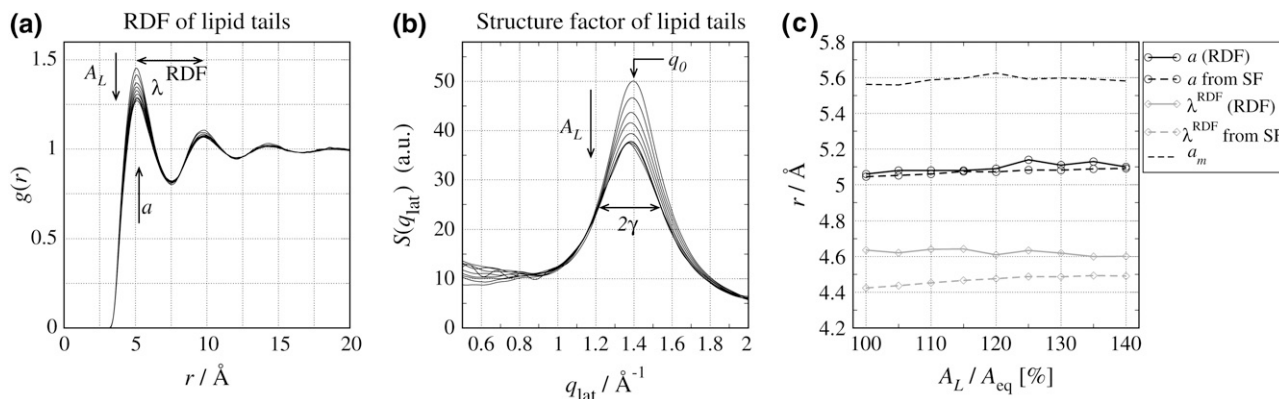 (a) RDF of lipid tails
1.5
1
0.5
0
g(r)
A_L
λ^RDF
a
0 5 10 15 20
r / Å
(b) Structure factor of lipid tails
50
40
30
20
10
0
S(q_lat) (a.u.)
q_0
A_L
2γ
0.6 0.8 1 1.2 1.4 1.6 1.8 2
q_lat / Å^-1
(c)
5.8
5.6
5.4
5.2
5
4.8
4.6
4.4
4.2
r / Å
100 110 120 130 140
A_L / A_eq [%]
a (RDF)
a from SF
λ^RDF (RDF)
λ^RDF from SF
a_m